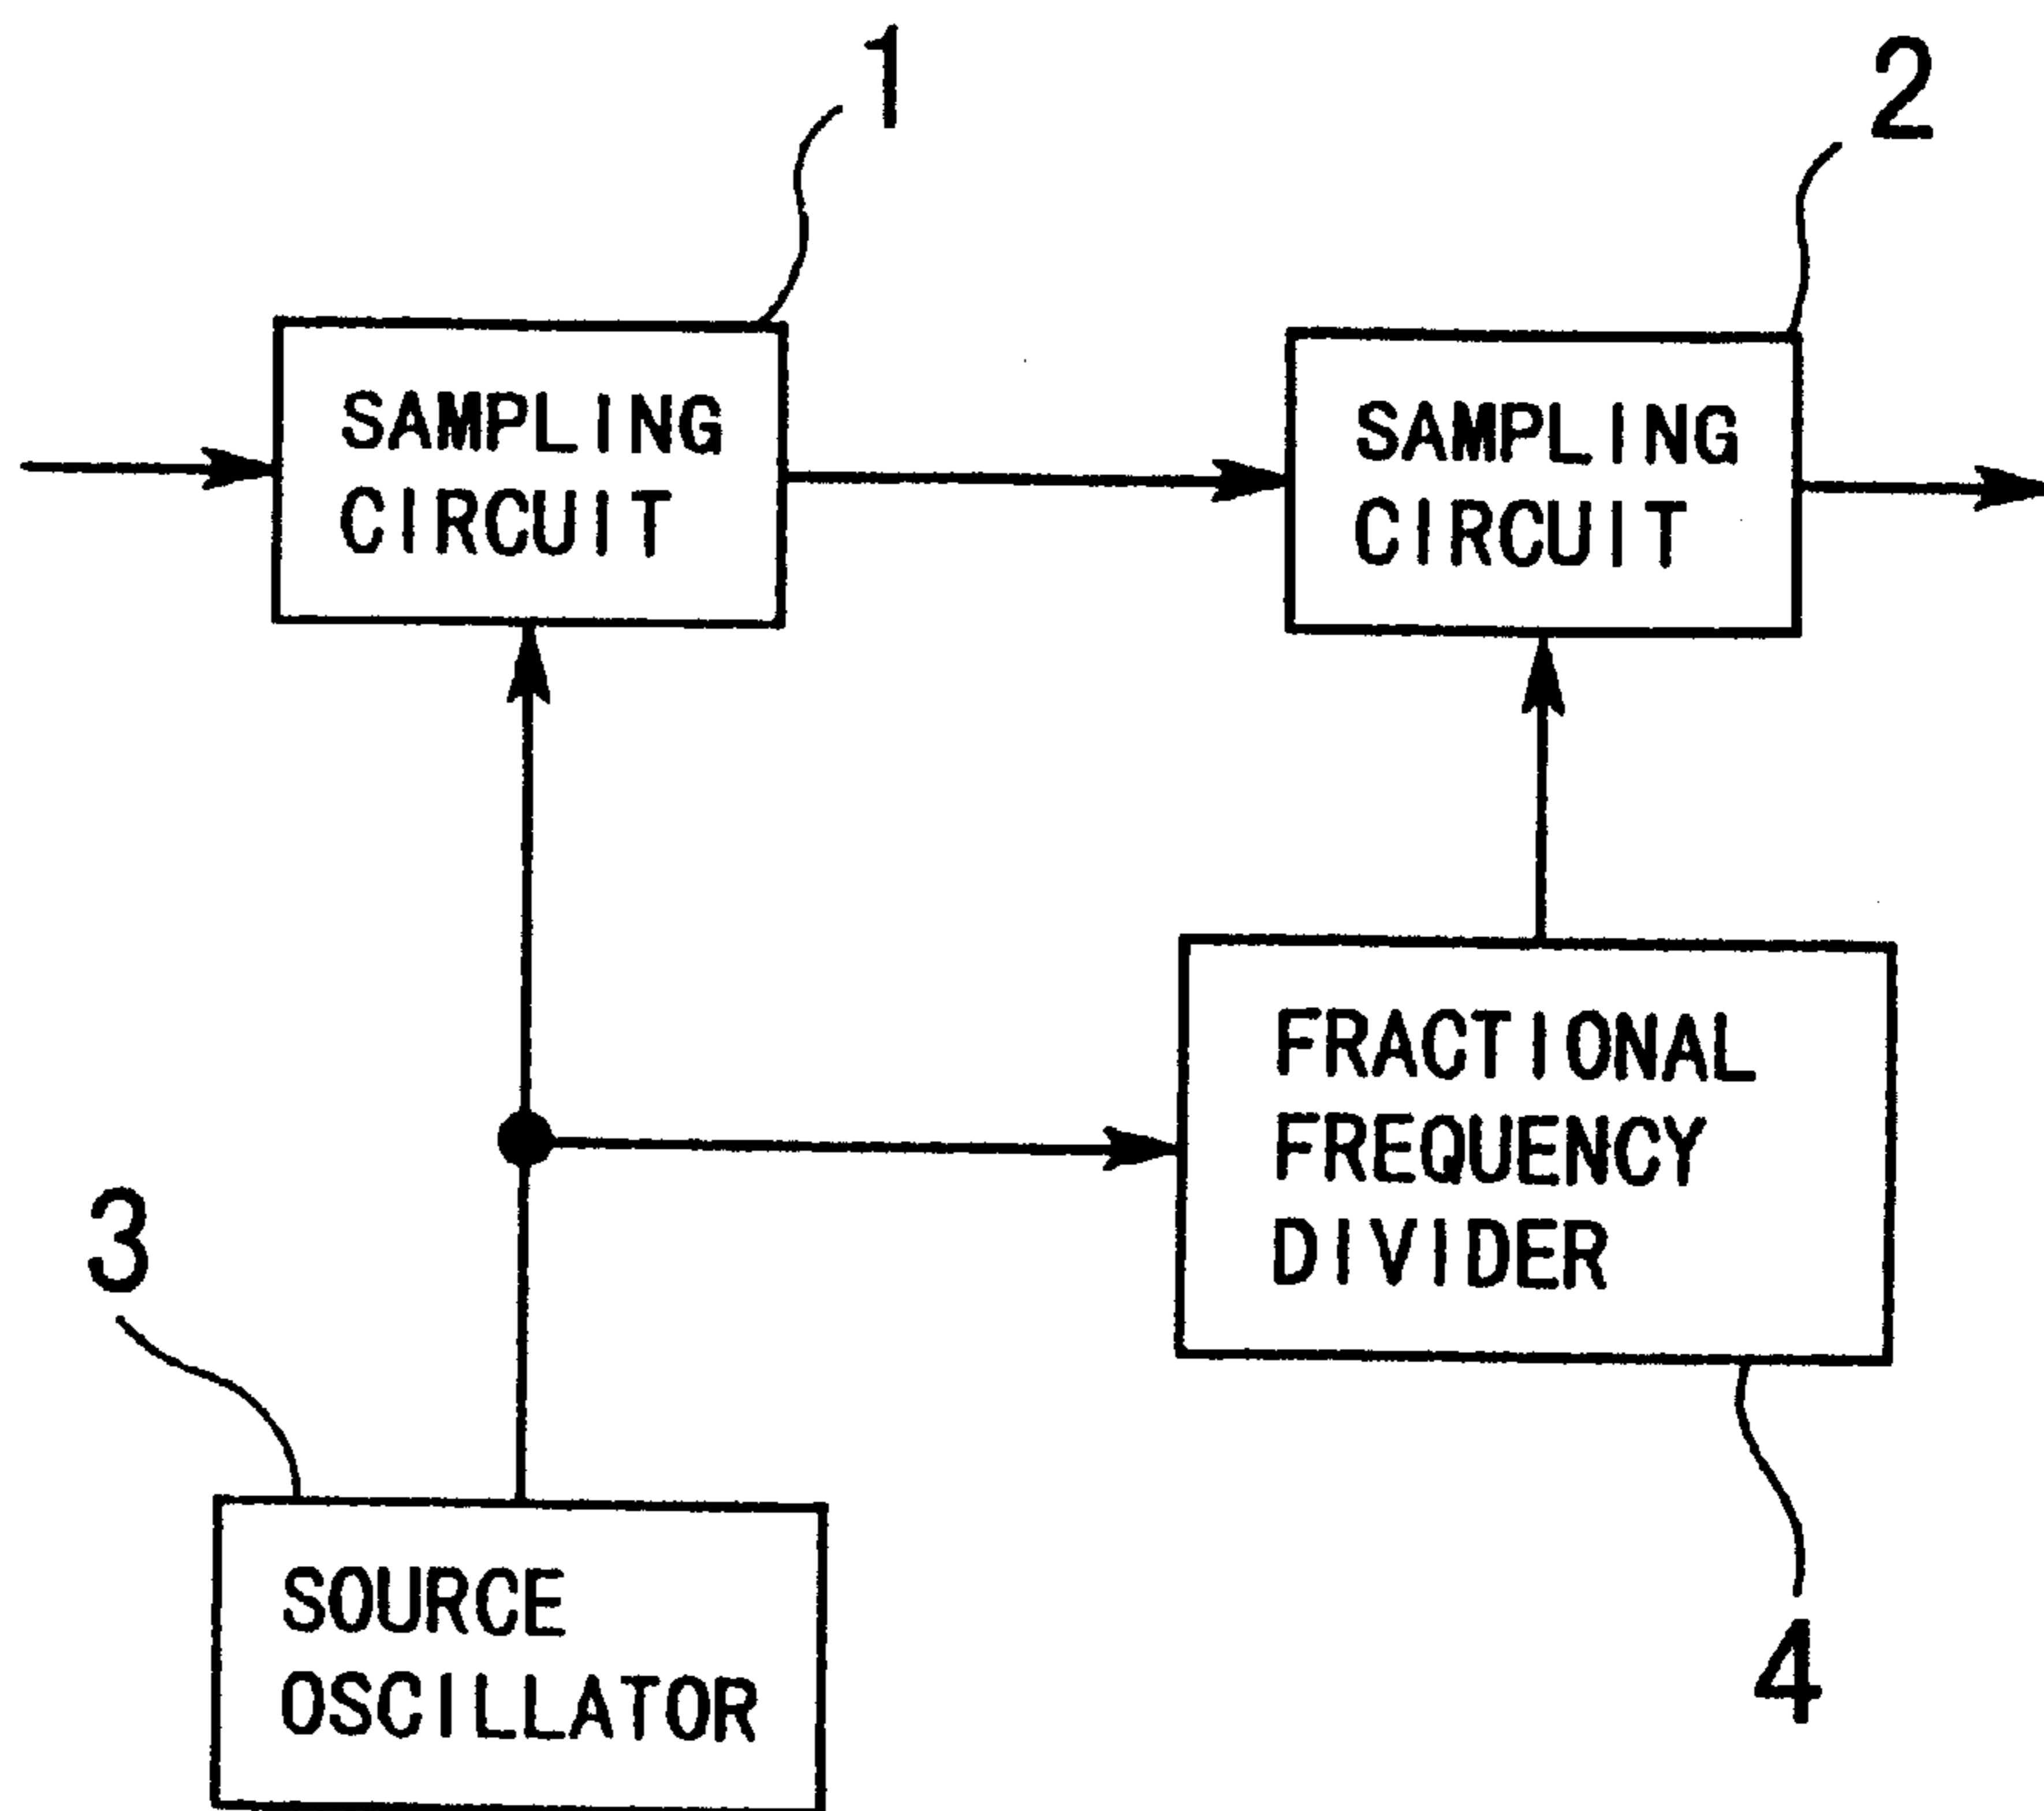 1
2
SAMPLING
CIRCUIT
SAMPLING
CIRCUIT
FRACTIONAL
FREQUENCY
DIVIDER
3
SOURCE
OSCILLATOR
4